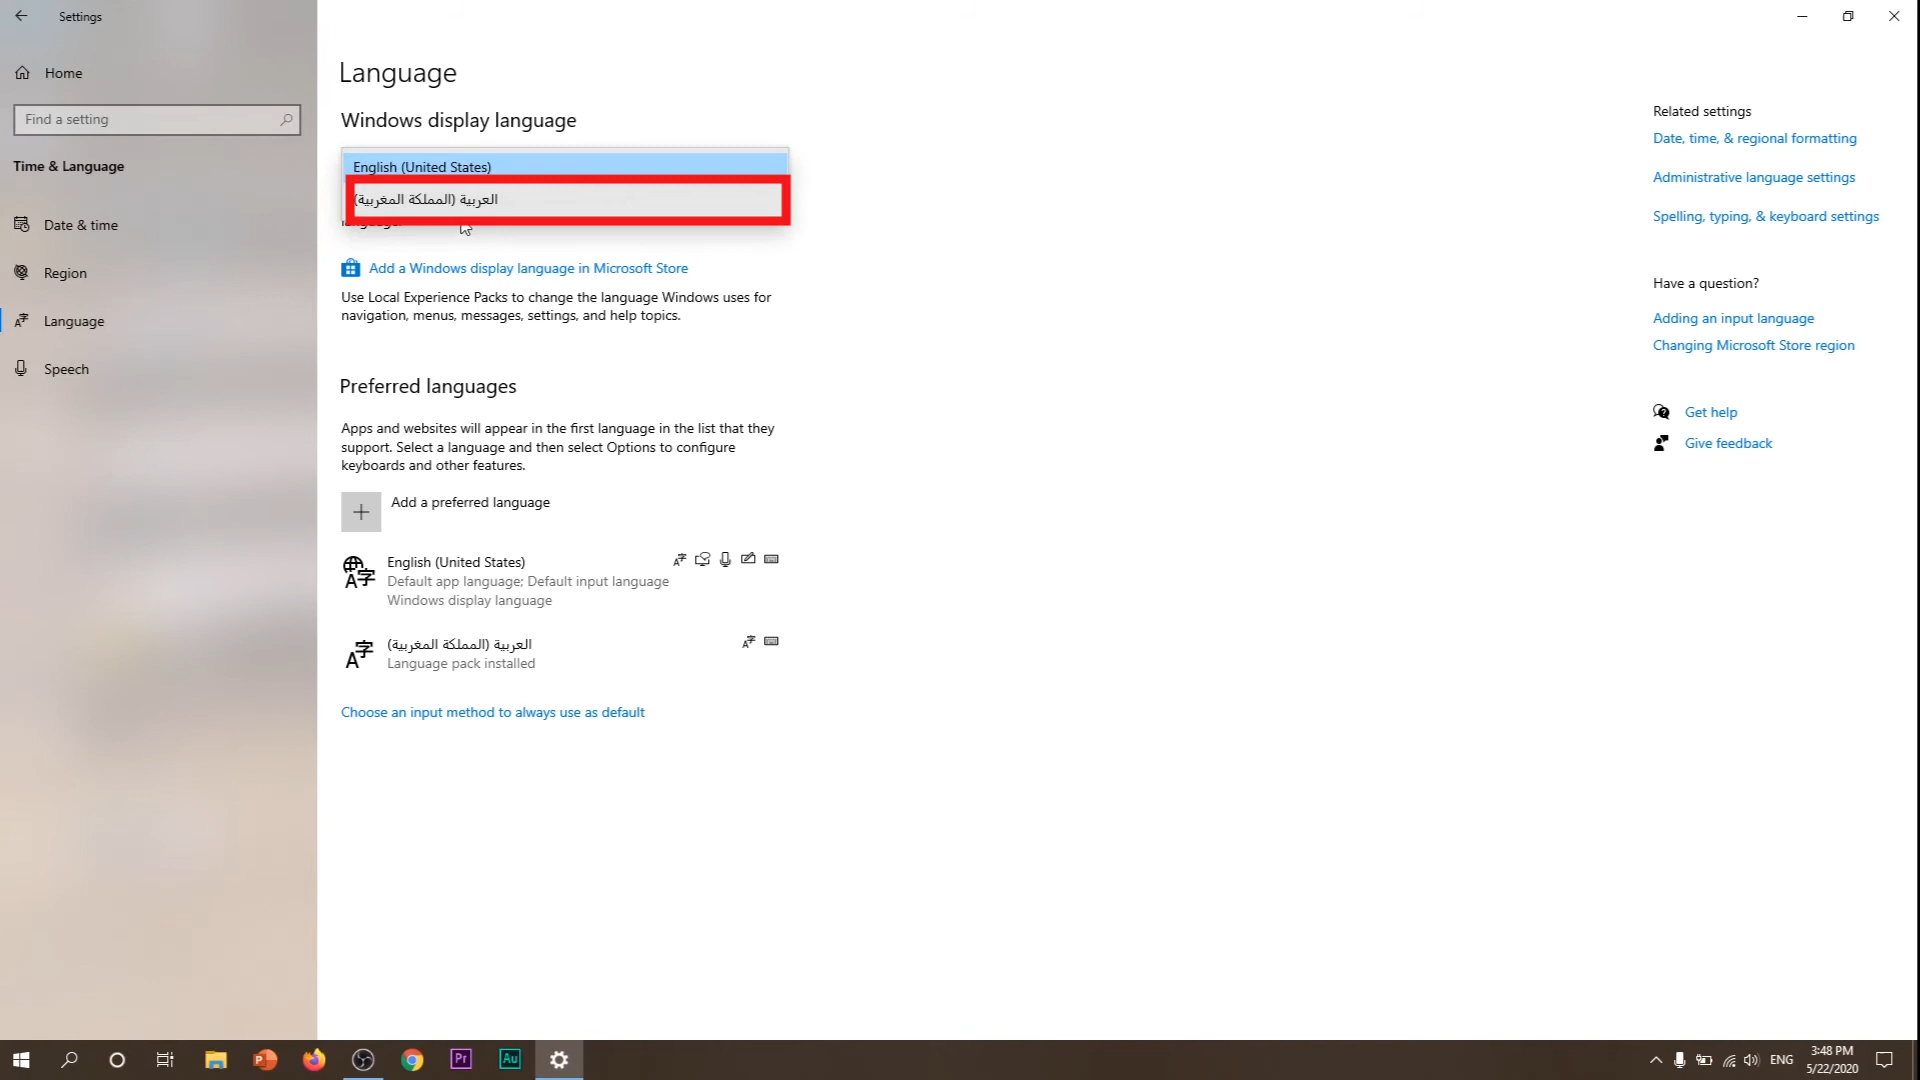 Settings
Home
Find a setting
Time & Language
Date & time
Region
Language
Speech
Language
Windows display language
English (United States)
العربية (المملكة المغربية)
Add a Windows display language in Microsoft Store
Use Local Experience Packs to change the language Windows uses for
navigation, menus, messages, settings, and help topics.
Preferred languages
Apps and websites will appear in the first language in the list that they
support. Select a language and then select Options to configure
keyboards and other features.
Add a preferred language
English (United States)
Default app language; Default input language
Windows display language
العربية (المملكة المغربية)
Language pack installed
Choose an input method to always use as default
Related settings
Date, time, & regional formatting
Administrative language settings
Spelling, typing, & keyboard settings
Have a question?
Adding an input language
Changing Microsoft Store region
Get help
Give feedback
Pr
Au
ENG
3:48 PM
5/22/2020